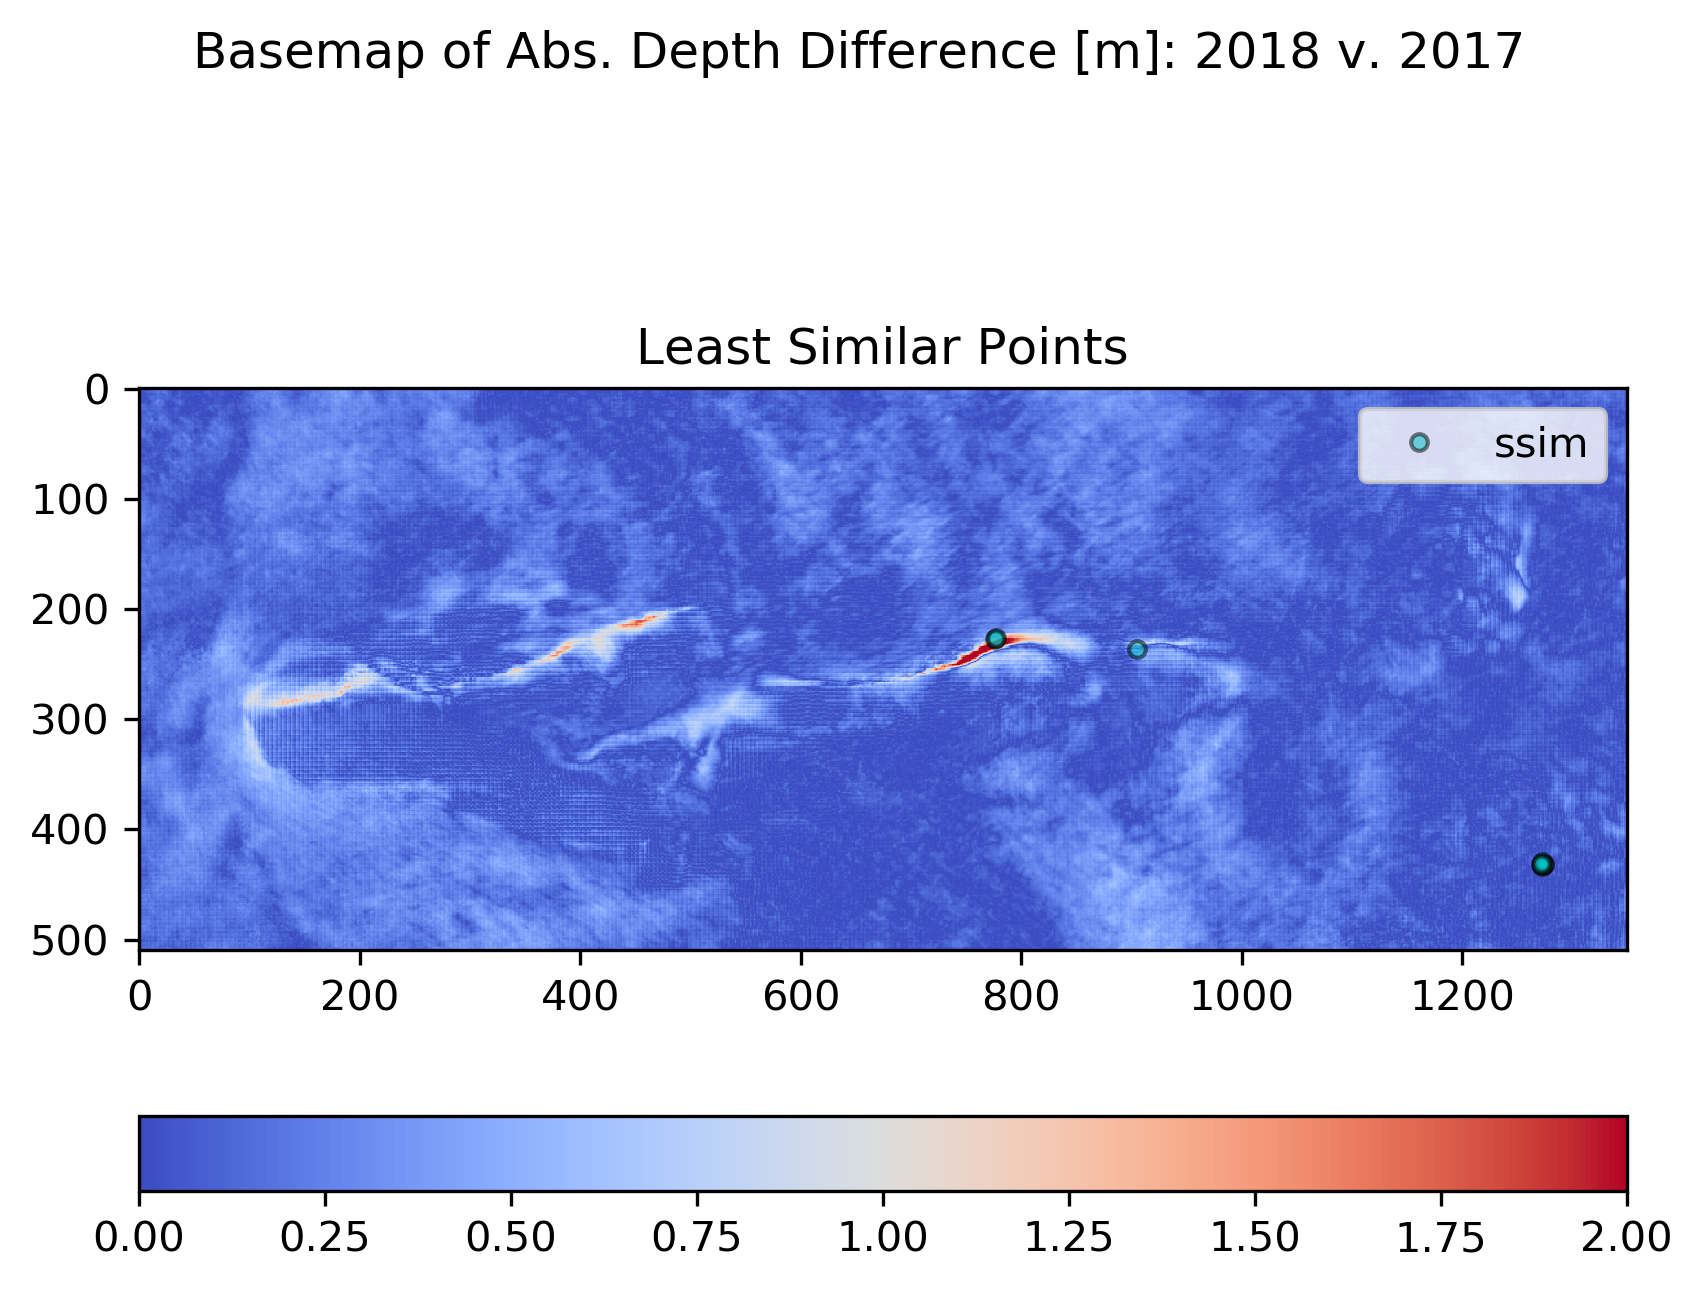 Basemap of Abs. Depth Difference [m]: 2018 v. 2017
Least Similar Points
ssim
0
100
200
300
400
500
0 200 400 600 800 1000 1200
0.00 0.25 0.50 0.75 1.00 1.25 1.50 1.75 2.00